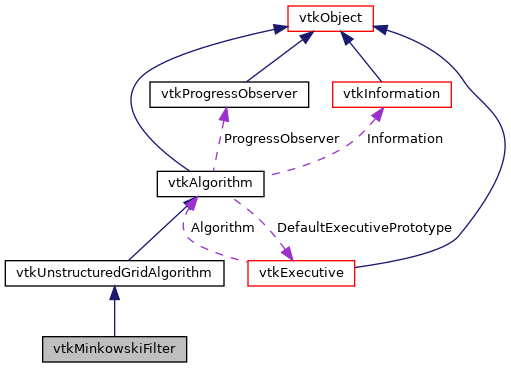 vtkObject
vtkProgressObserver
vtkInformation
ProgressObserver
Information
vtkAlgorithm
Algorithm
DefaultExecutivePrototype
vtkUnstructuredGridAlgorithm
vtkExecutive
vtkMinkowskiFilter